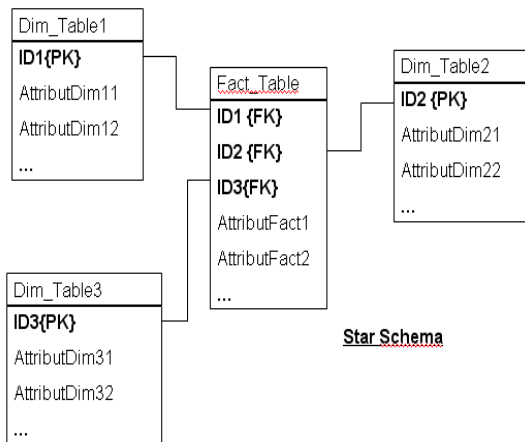 Dim_Table1
ID1{PK}
AttributDim11
AttributDim12
...
Fact_Table
ID1 {FK}
ID2 {FK}
ID3{FK}
AttributFact1
AttributFact2
...
Dim_Table2
ID2 {PK}
AttributDim21
AttributDim22
...
Dim_Table3
ID3{PK}
AttributDim31
AttributDim32
...
Star Schema